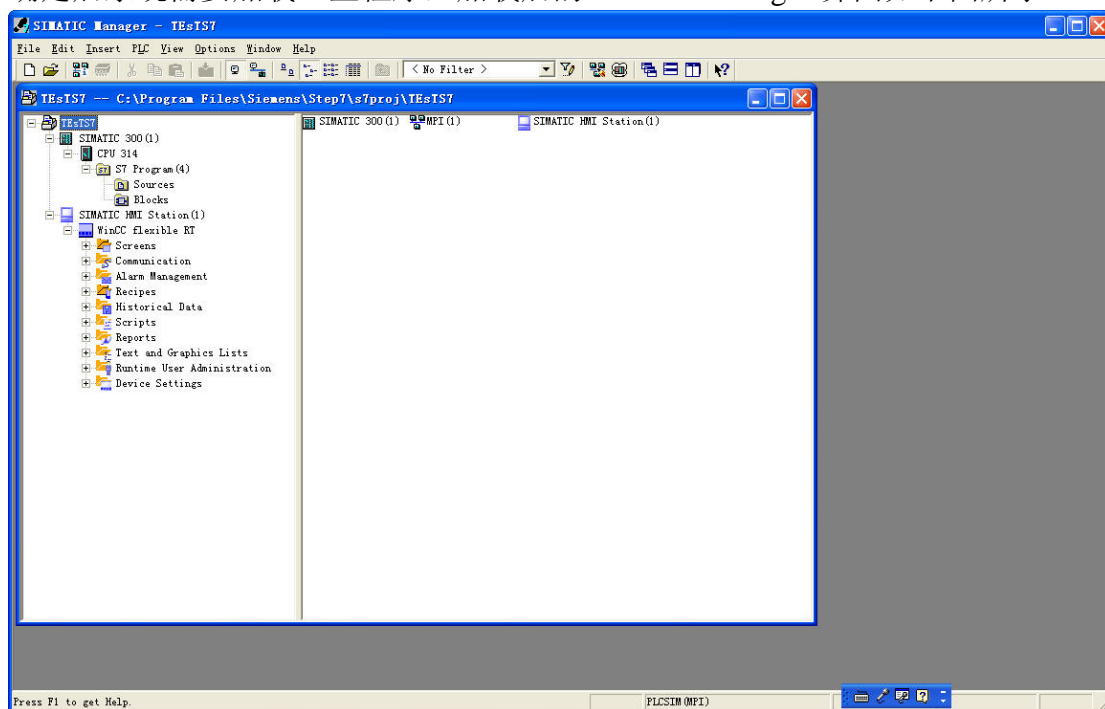 SIMATIC Manager - TEsTS7
File Edit Insert PLC View Options Window Help
< No Filter >
TEsTS7 -- C:\Program Files\Siemens\Step7\s7proj\TEsTS7
TEsTS7
SIMATIC 300(1)
CPU 314
S7 Program(4)
Sources
Blocks
SIMATIC HMI Station(1)
WinCC flexible RT
Screens
Communication
Alarm Management
Recipes
Historical Data
Scripts
Reports
Text and Graphics Lists
Runtime User Administration
Device Settings
SIMATIC 300(1) MPI(1) SIMATIC HMI Station(1)
Press F1 to get Help. PLCSIM(MPI)